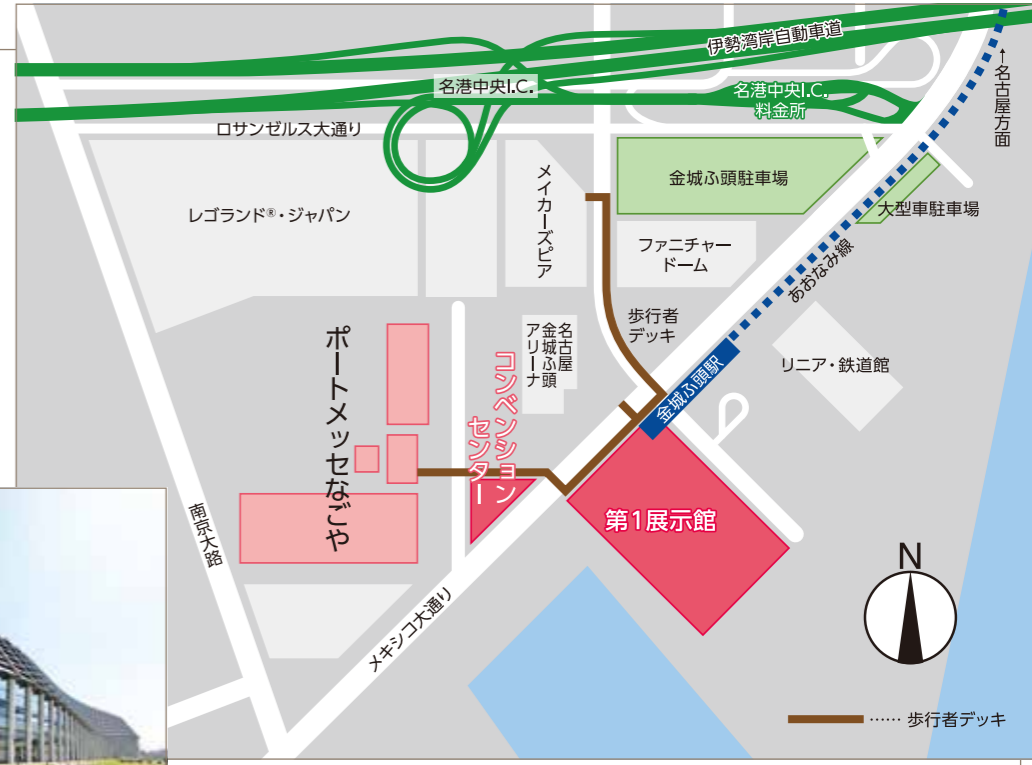 伊勢湾岸自動車道
↑名古屋方面
名港中央I.C.
名港中央I.C.
料金所
ロサンゼルス大通り
金城ふ頭駐車場
メイカーズピア
レゴランド®・ジャパン
大型車駐車場
ファニチャー
ドーム
あおなみ線
歩行者
デッキ
名古屋
金城ふ頭
アリーナ
ポートメッセなごや
コンベンション
センター
金城ふ頭駅
リニア・鉄道館
第1展示館
南京大路
メキシコ大通り
N
…… 歩行者デッキ